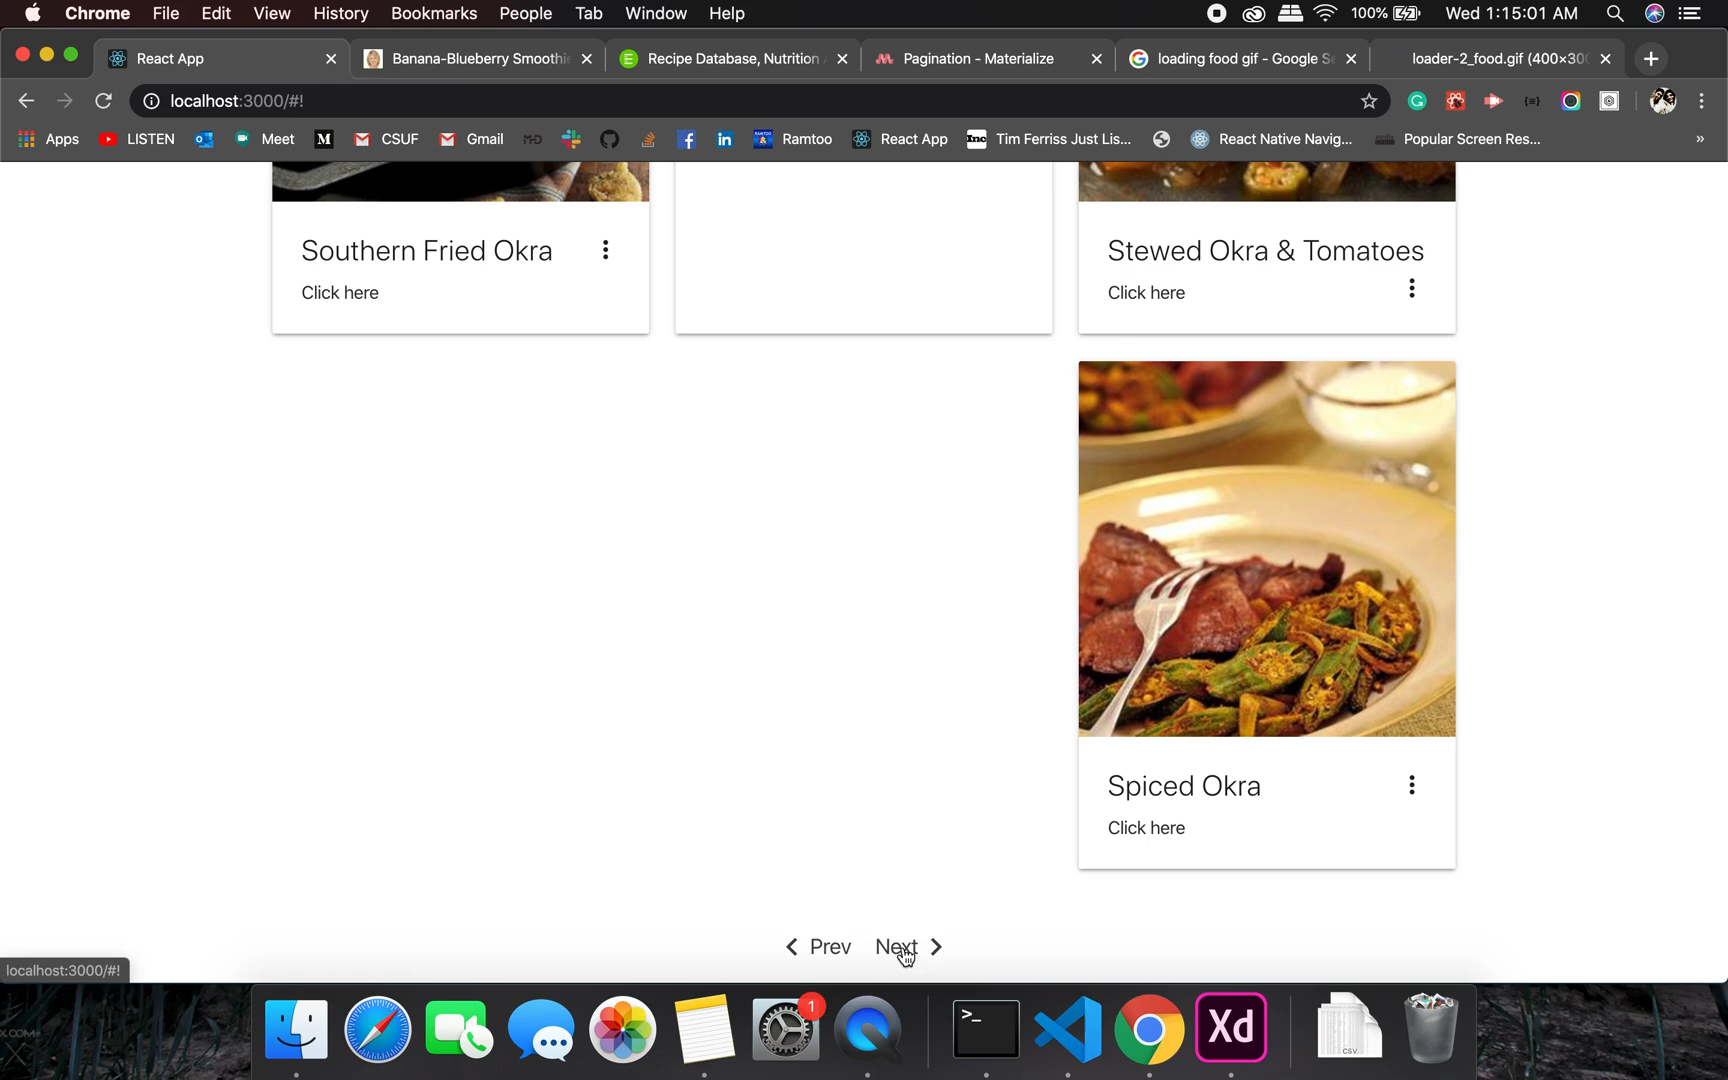 Chrome File Edit View History Bookmarks People Tab Window Help 100% Wed 1:15:01 AM
React App Banana-Blueberry Smoothi Recipe Database, Nutrition Pagination - Materialize loading food gif - Google S loader-2_food.gif (400×30
localhost:3000/#!
Apps LISTEN Meet M CSUF Gmail Ramtoo React App Inc Tim Ferriss Just Lis... React Native Navig... Popular Screen Res... »
Southern Fried Okra
Click here
Stewed Okra & Tomatoes
Click here
Spiced Okra
Click here
Prev Next
localhost:3000/#!
1
>_
Xd
CSV